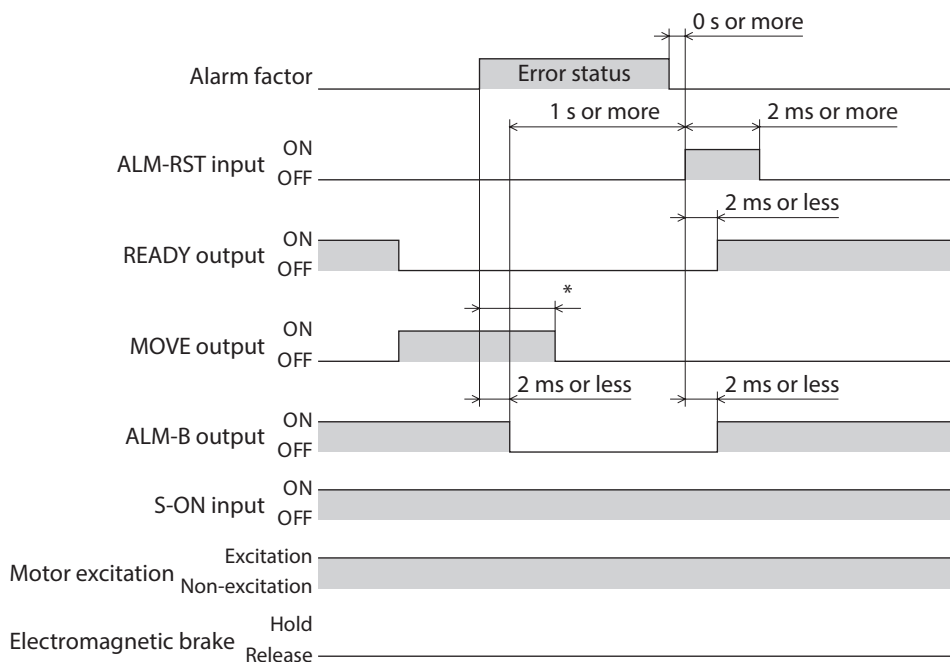 0 s or more
Alarm factor
Error status
1 s or more
2 ms or more
ALM-RST input
ON
OFF
2 ms or less
READY output
ON
OFF
*
MOVE output
ON
OFF
2 ms or less
2 ms or less
ALM-B output
ON
OFF
S-ON input
ON
OFF
Motor excitation
Excitation
Non-excitation
Electromagnetic brake
Hold
Release